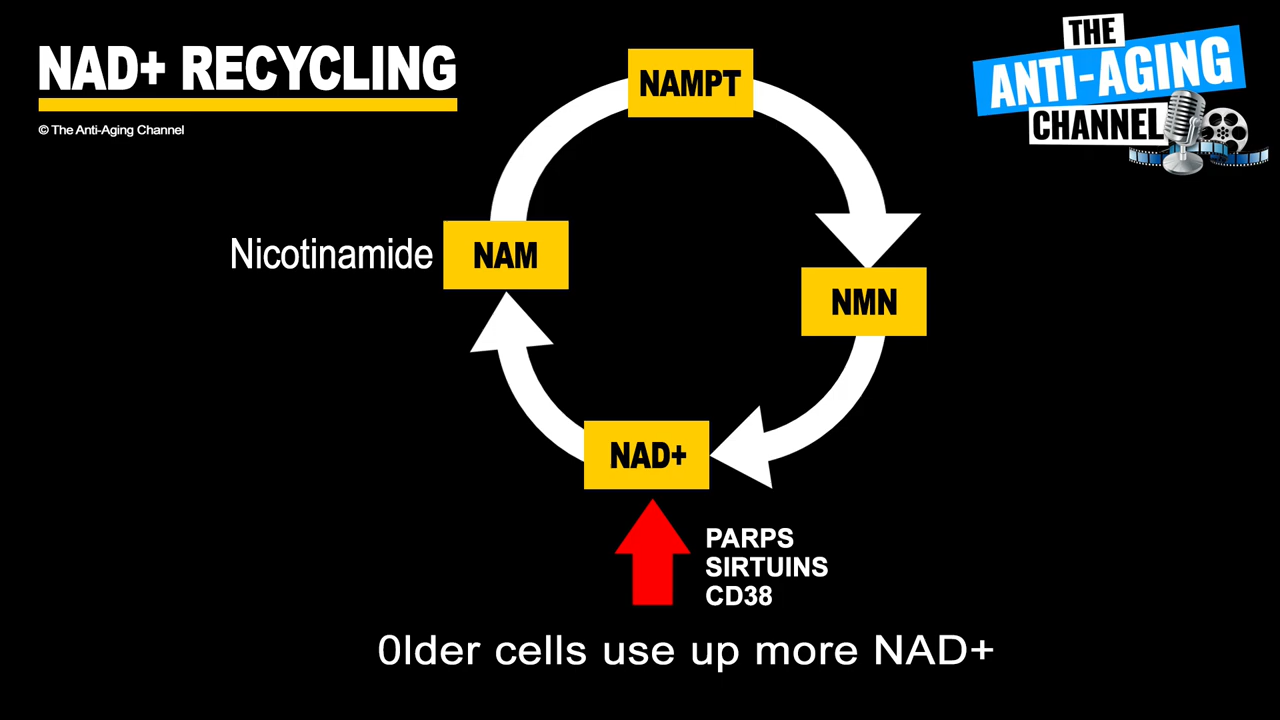 NAD+ RECYCLING
© The Anti-Aging Channel
THE
ANTI-AGING
CHANNEL
NAMPT
Nicotinamide
NAM
NMN
NAD+
PARPS
SIRTUINS
CD38
0lder cells use up more NAD+